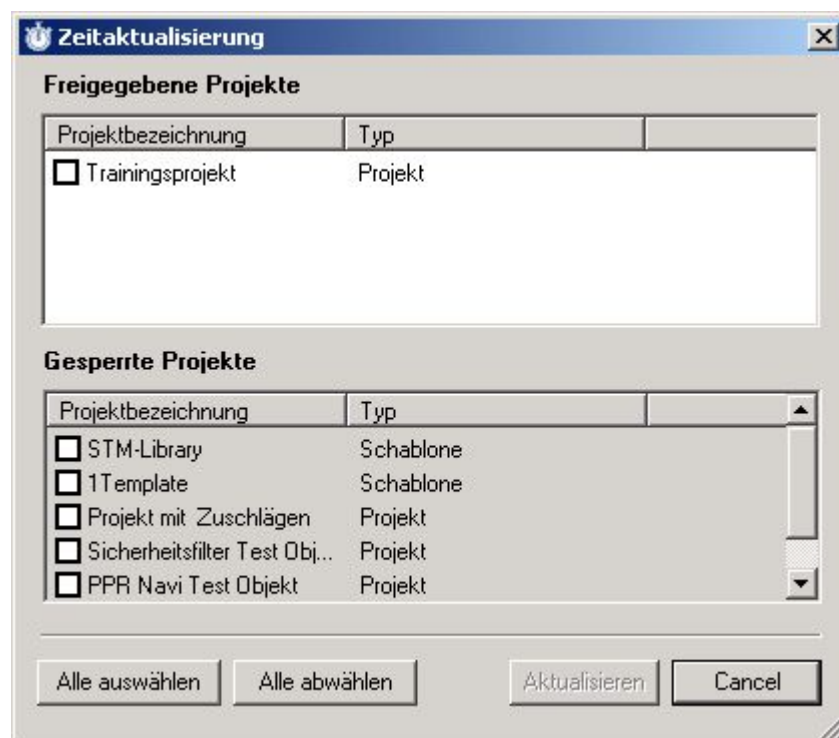 Zeitaktualisierung
Freigegebene Projekte
Projektbezeichnung Typ
Trainingsprojekt Projekt
Gesperrte Projekte
Projektbezeichnung Typ
STM-Library Schablone
1Template Schablone
Projekt mit Zuschlägen Projekt
Sicherheitsfilter Test Obj... Projekt
PPR Navi Test Objekt Projekt
Alle auswählen Alle abwählen Aktualisieren Cancel